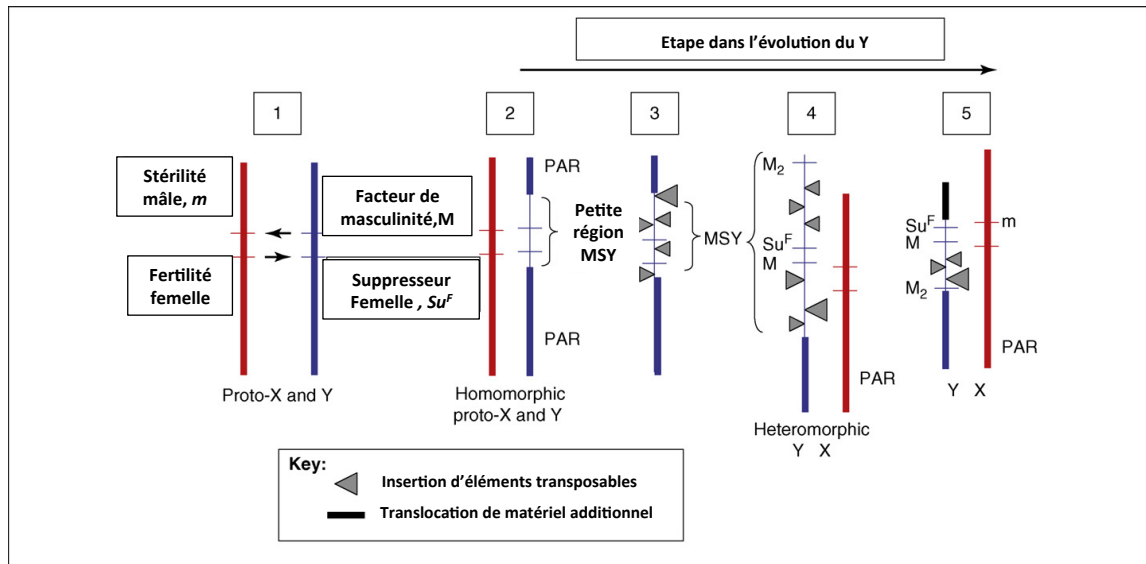 Etape dans l'évolution du Y
1
2
3
4
5
Stérilité
mâle, m
Fertilité
femelle
Facteur de
masculinité,M
Suppresseur
Femelle , Suᶠ
Proto-X and Y
PAR
Petite
région
MSY
PAR
Homomorphic
proto-X and Y
MSY
M₂
Suᶠ
M
PAR
Heteromorphic
Y X
Suᶠ
M
M₂
m
PAR
Y X
Key:
Insertion d'éléments transposables
Translocation de matériel additionnel